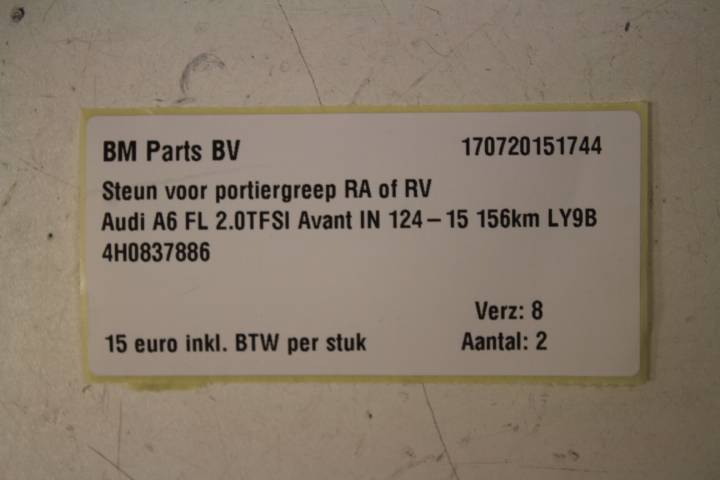 BM Parts BV 170720151744
Steun voor portiergreep RA of RV
Audi A6 FL 2.0TFSI Avant IN 124-15 156km LY9B
4H0837886
Verz: 8
15 euro inkl. BTW per stuk Aantal: 2